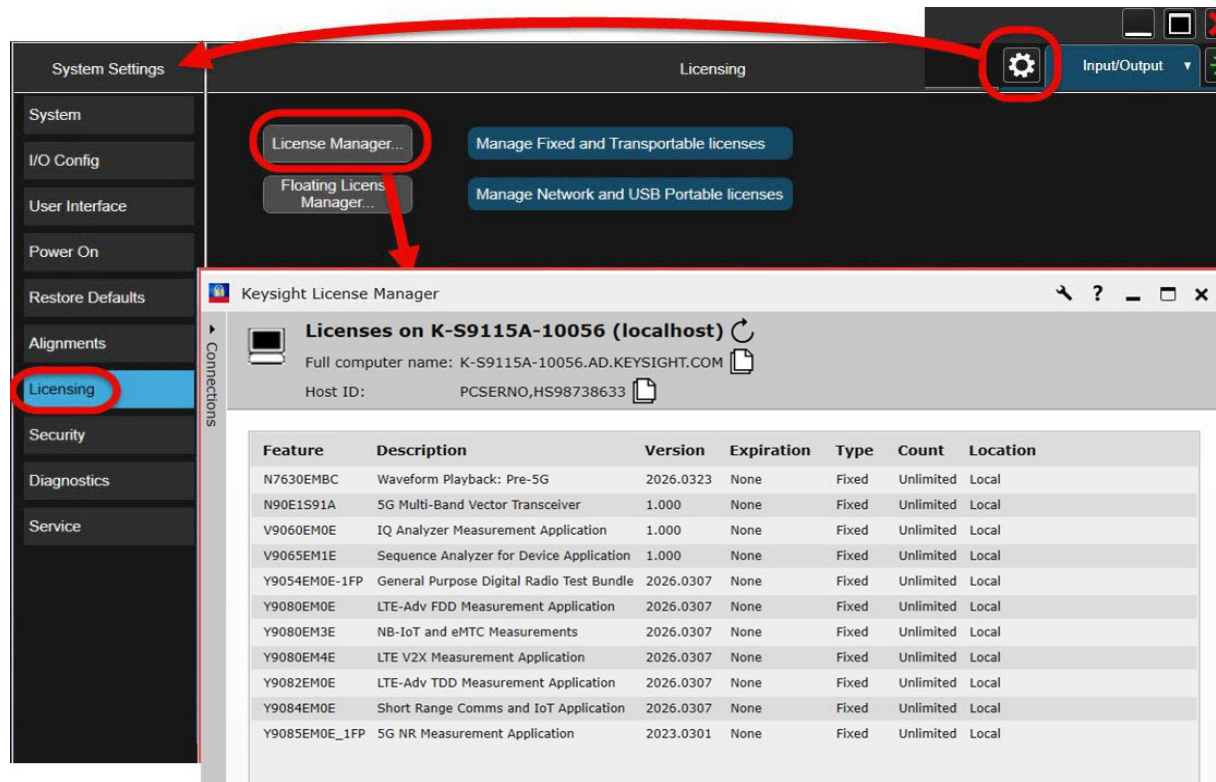 System Settings
Licensing
Input/Output
System
I/O Config
User Interface
Power On
Restore Defaults
Alignments
Licensing
Security
Diagnostics
Service
License Manager...
Manage Fixed and Transportable licenses
Floating Licens
Manager...
Manage Network and USB Portable licenses
Keysight License Manager
?
Connections
Licenses on K-S9115A-10056 (localhost)
Full computer name: K-S9115A-10056.AD.KEYSIGHT.COM
Host ID: PCSERNO,HS98738633
Feature Description Version Expiration Type Count Location
N7630EMBC Waveform Playback: Pre-5G 2026.0323 None Fixed Unlimited Local
N90E1S91A 5G Multi-Band Vector Transceiver 1.000 None Fixed Unlimited Local
V9060EM0E IQ Analyzer Measurement Application 1.000 None Fixed Unlimited Local
V9065EM1E Sequence Analyzer for Device Application 1.000 None Fixed Unlimited Local
Y9054EM0E-1FP General Purpose Digital Radio Test Bundle 2026.0307 None Fixed Unlimited Local
Y9080EM0E LTE-Adv FDD Measurement Application 2026.0307 None Fixed Unlimited Local
Y9080EM3E NB-IoT and eMTC Measurements 2026.0307 None Fixed Unlimited Local
Y9080EM4E LTE V2X Measurement Application 2026.0307 None Fixed Unlimited Local
Y9082EM0E LTE-Adv TDD Measurement Application 2026.0307 None Fixed Unlimited Local
Y9084EM0E Short Range Comms and IoT Application 2026.0307 None Fixed Unlimited Local
Y9085EM0E_1FP 5G NR Measurement Application 2023.0301 None Fixed Unlimited Local